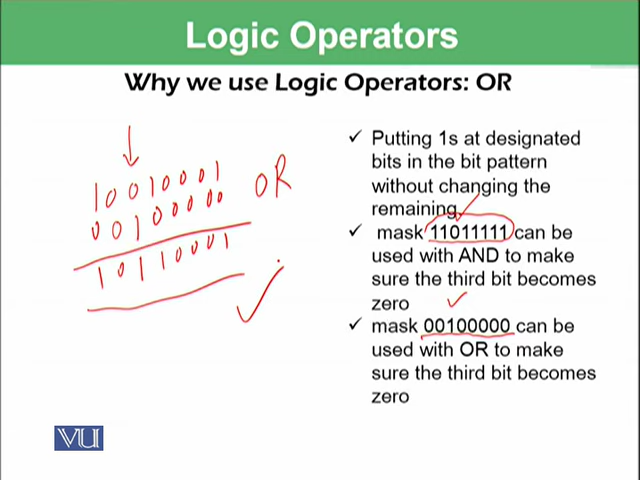 Logic Operators
Why we use Logic Operators: OR
10010001 OR
00100000
10110001
✓ Putting 1s at designated
bits in the bit pattern
without changing the
remaining
✓ mask 11011111 can be
used with AND to make
sure the third bit becomes
zero
✓ mask 00100000 can be
used with OR to make
sure the third bit becomes
zero
VU